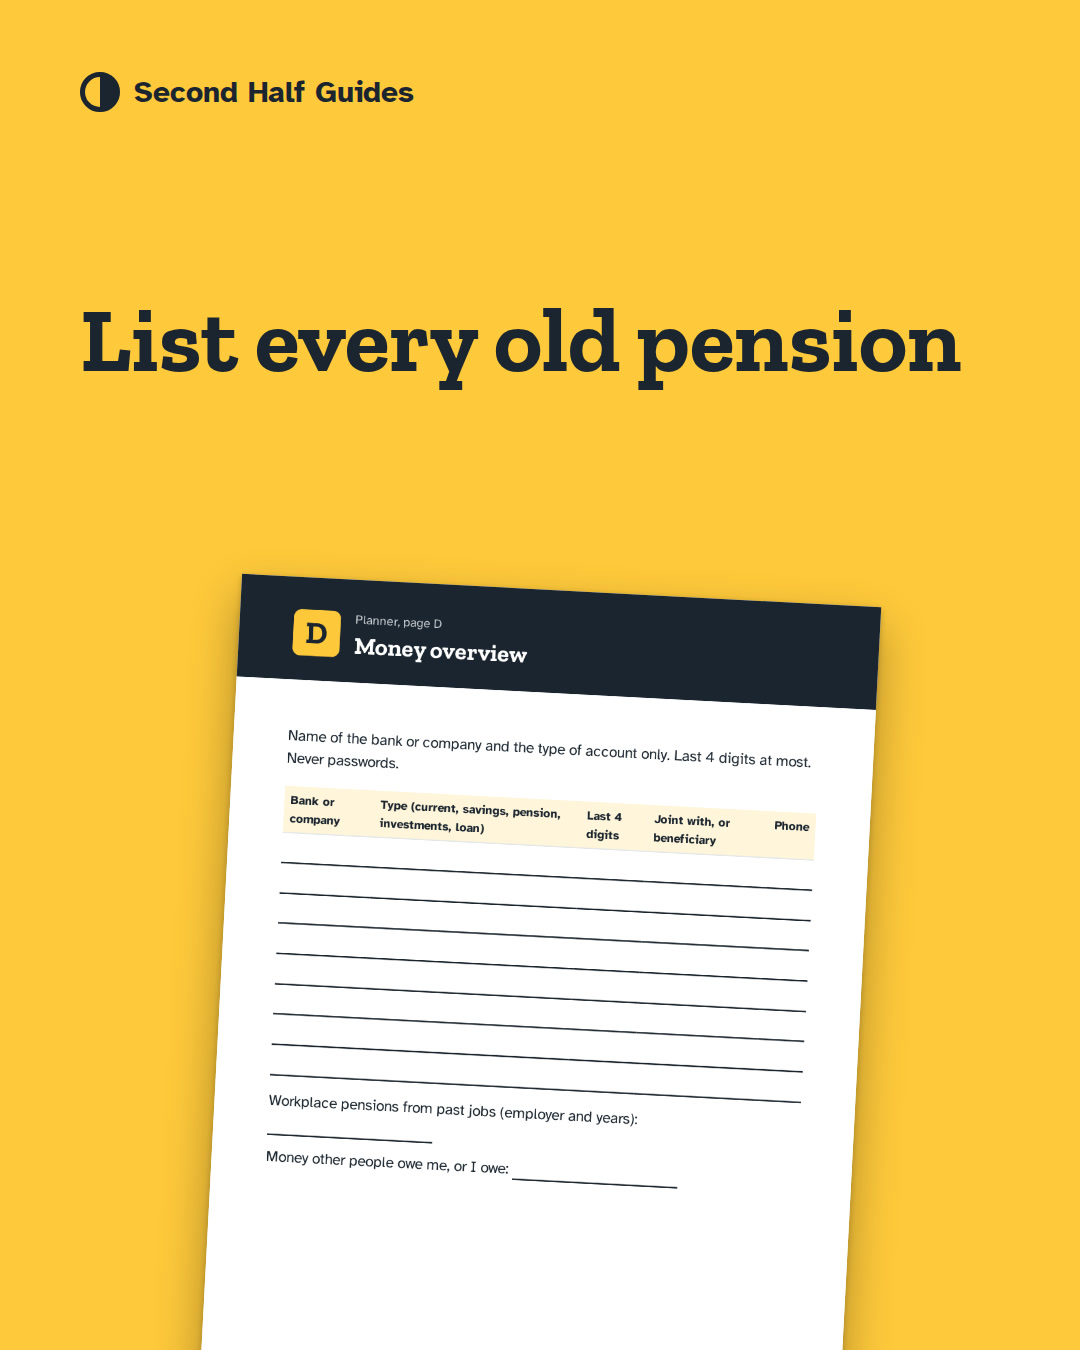 Second Half Guides
List every old pension
D
Planner, page D
Money overview
Name of the bank or company and the type of account only. Last 4 digits at most.
Never passwords.
Bank or company
Type (current, savings, pension, investments, loan)
Last 4 digits
Joint with, or beneficiary
Phone
Workplace pensions from past jobs (employer and years):
Money other people owe me, or I owe: